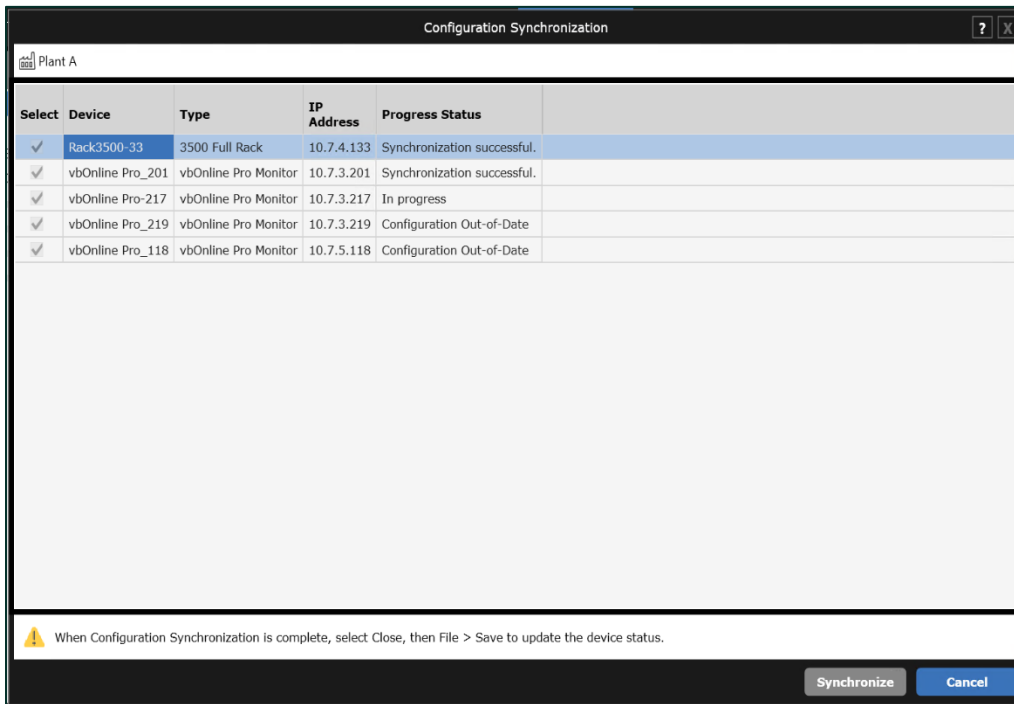 Configuration Synchronization
? X
Plant A
Select Device Type IP Address Progress Status
Rack3500-33 3500 Full Rack 10.7.4.133 Synchronization successful.
vbOnline Pro_201 vbOnline Pro Monitor 10.7.3.201 Synchronization successful.
vbOnline Pro-217 vbOnline Pro Monitor 10.7.3.217 In progress
vbOnline Pro_219 vbOnline Pro Monitor 10.7.3.219 Configuration Out-of-Date
vbOnline Pro_118 vbOnline Pro Monitor 10.7.5.118 Configuration Out-of-Date
When Configuration Synchronization is complete, select Close, then File > Save to update the device status.
Synchronize Cancel